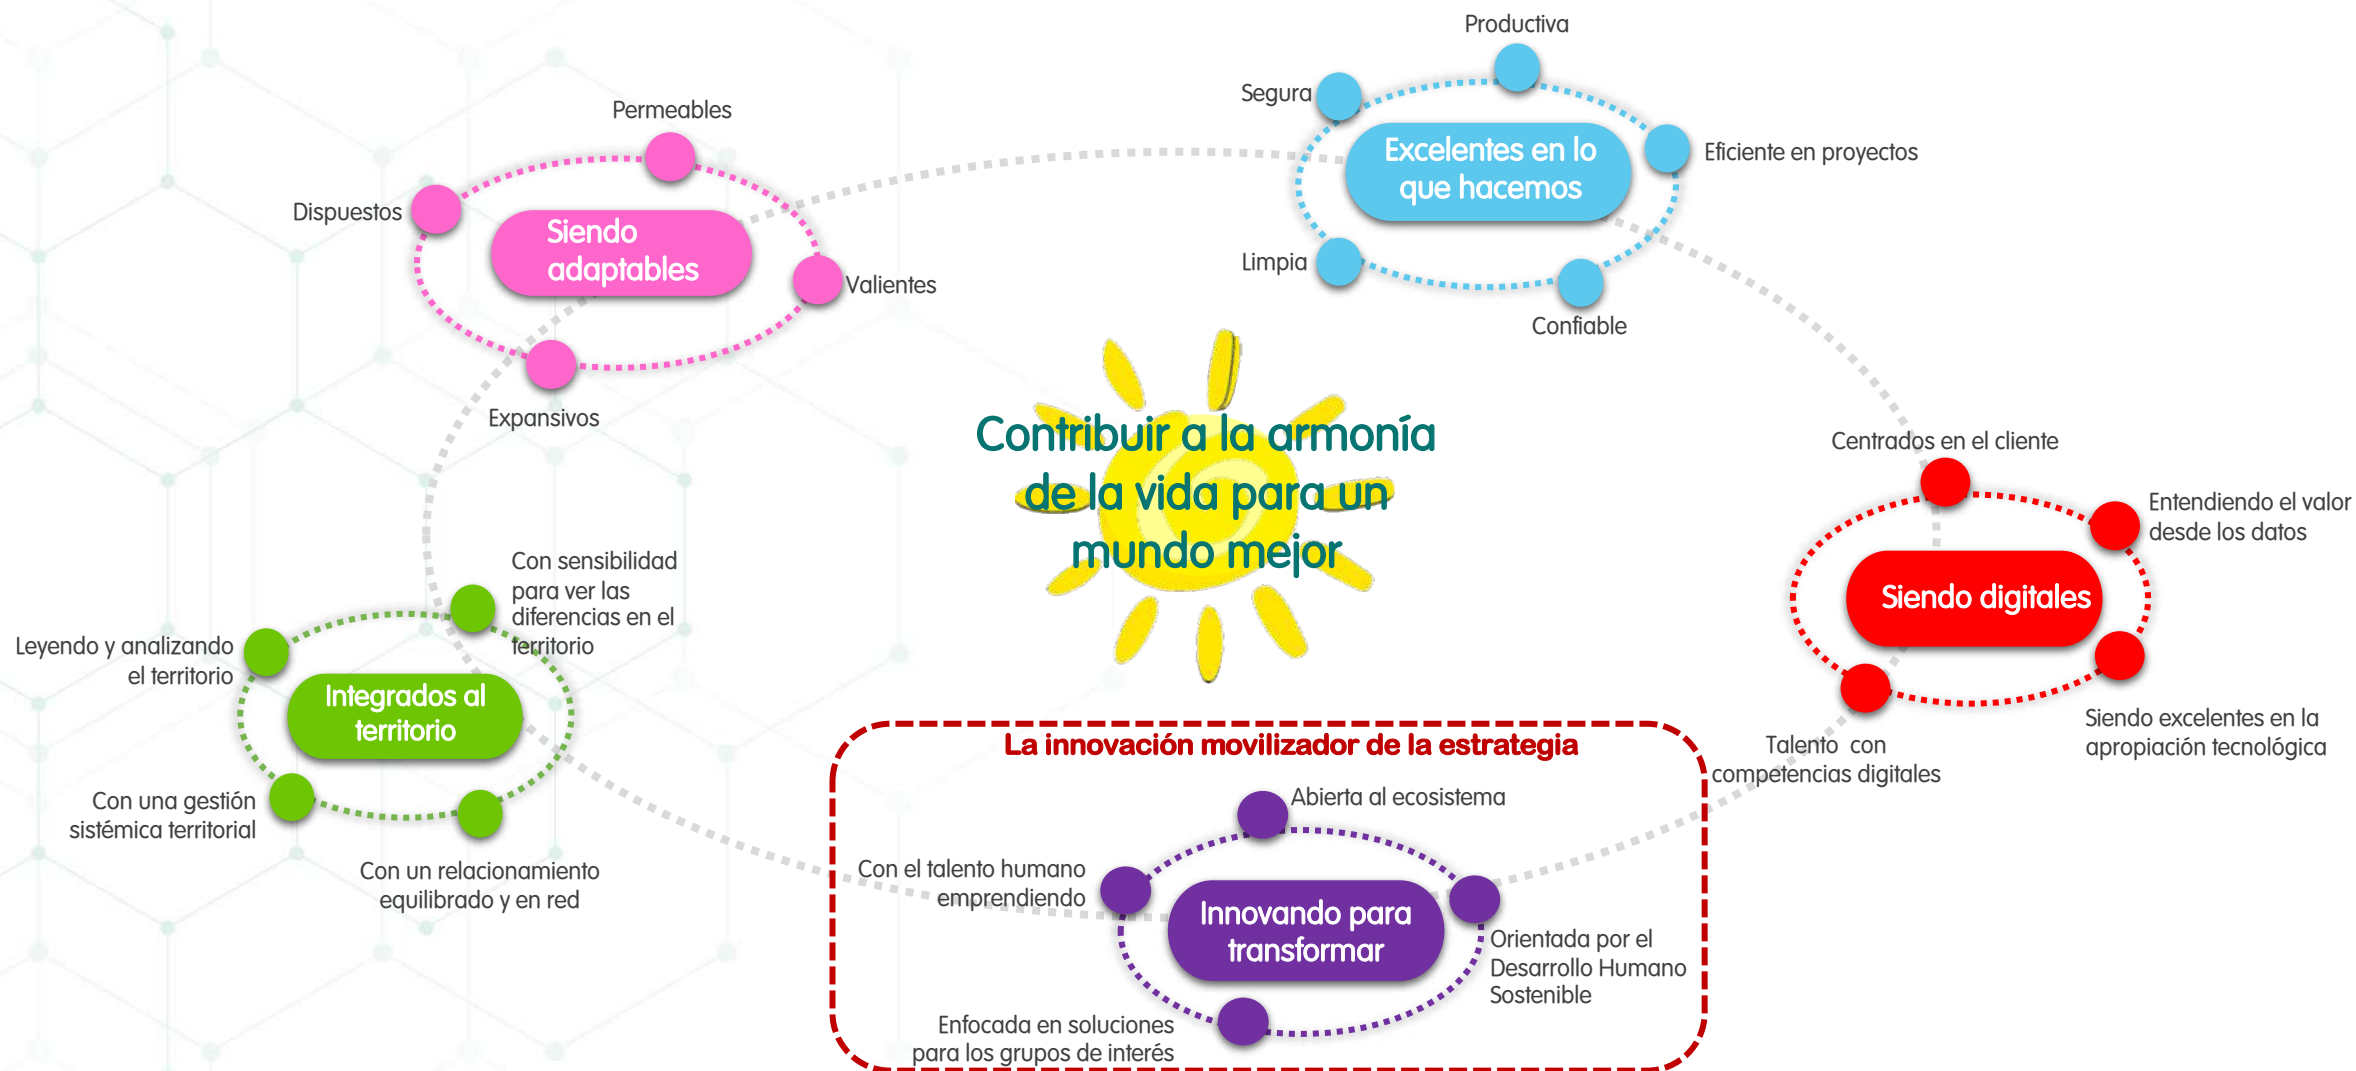 Productiva
Segura
Excelentes en lo
que hacemos
Eficiente en proyectos
Limpia
Confiable
Permeables
Dispuestos
Siendo
adaptables
Valientes
Expansivos
Contribuir a la armonía
de la vida para un
mundo mejor
Centrados en el cliente
Entendiendo el valor
desde los datos
Siendo digitales
Siendo excelentes en la
apropiación tecnológica
Talento con
competencias digitales
Con sensibilidad
para ver las
diferencias en el
territorio
Leyendo y analizando
el territorio
Integrados al
territorio
Con una gestión
sistémica territorial
Con un relacionamiento
equilibrado y en red
La innovación movilizador de la estrategia
Abierta al ecosistema
Con el talento humano
emprendiendo
Innovando para
transformar
Orientada por el
Desarrollo Humano
Sostenible
Enfocada en soluciones
para los grupos de interés